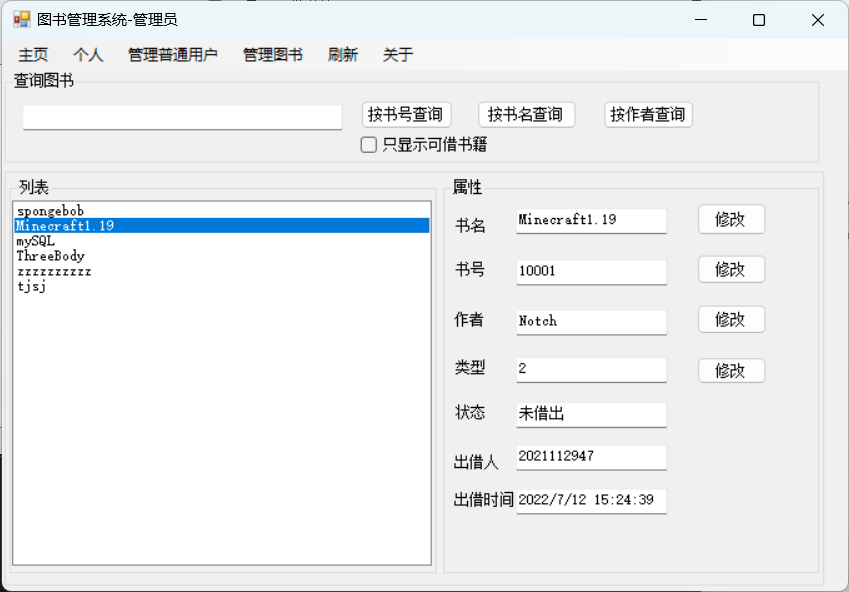 图书管理系统-管理员
主页 个人 管理普通用户 管理图书 刷新 关于
查询图书
按书号查询 按书名查询 按作者查询
只显示可借书籍
列表
spongebob
Minecraft1.19
mySQL
ThreeBody
zzzzzzzzzz
tjsj
属性
书名 Minecraft1.19 修改
书号 10001 修改
作者 Notch 修改
类型 2 修改
状态 未借出
出借人 2021112947
出借时间 2022/7/12 15:24:39